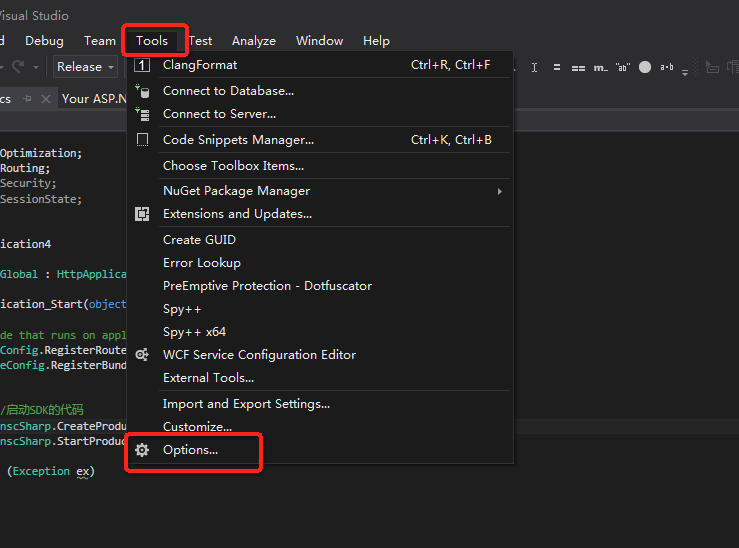 Visual Studio
Debug Team Tools Test Analyze Window Help
Release
ClangFormat Ctrl+R, Ctrl+F
Connect to Database...
Connect to Server...
Code Snippets Manager... Ctrl+K, Ctrl+B
Choose Toolbox Items...
NuGet Package Manager
Extensions and Updates...
Create GUID
Error Lookup
PreEmptive Protection - Dotfuscator
Spy++
Spy++ x64
WCF Service Configuration Editor
External Tools...
Import and Export Settings...
Customize...
Options...
cs Your ASP.N
Optimization;
Routing;
Security;
SessionState;
ication4
Global : HttpApplica
ication_Start(object
de that runs on appl
Config.RegisterRoute
eConfig.RegisterBund
/启动SDK的代码
nscSharp.CreateProdu
nscSharp.StartProduc
(Exception ex)